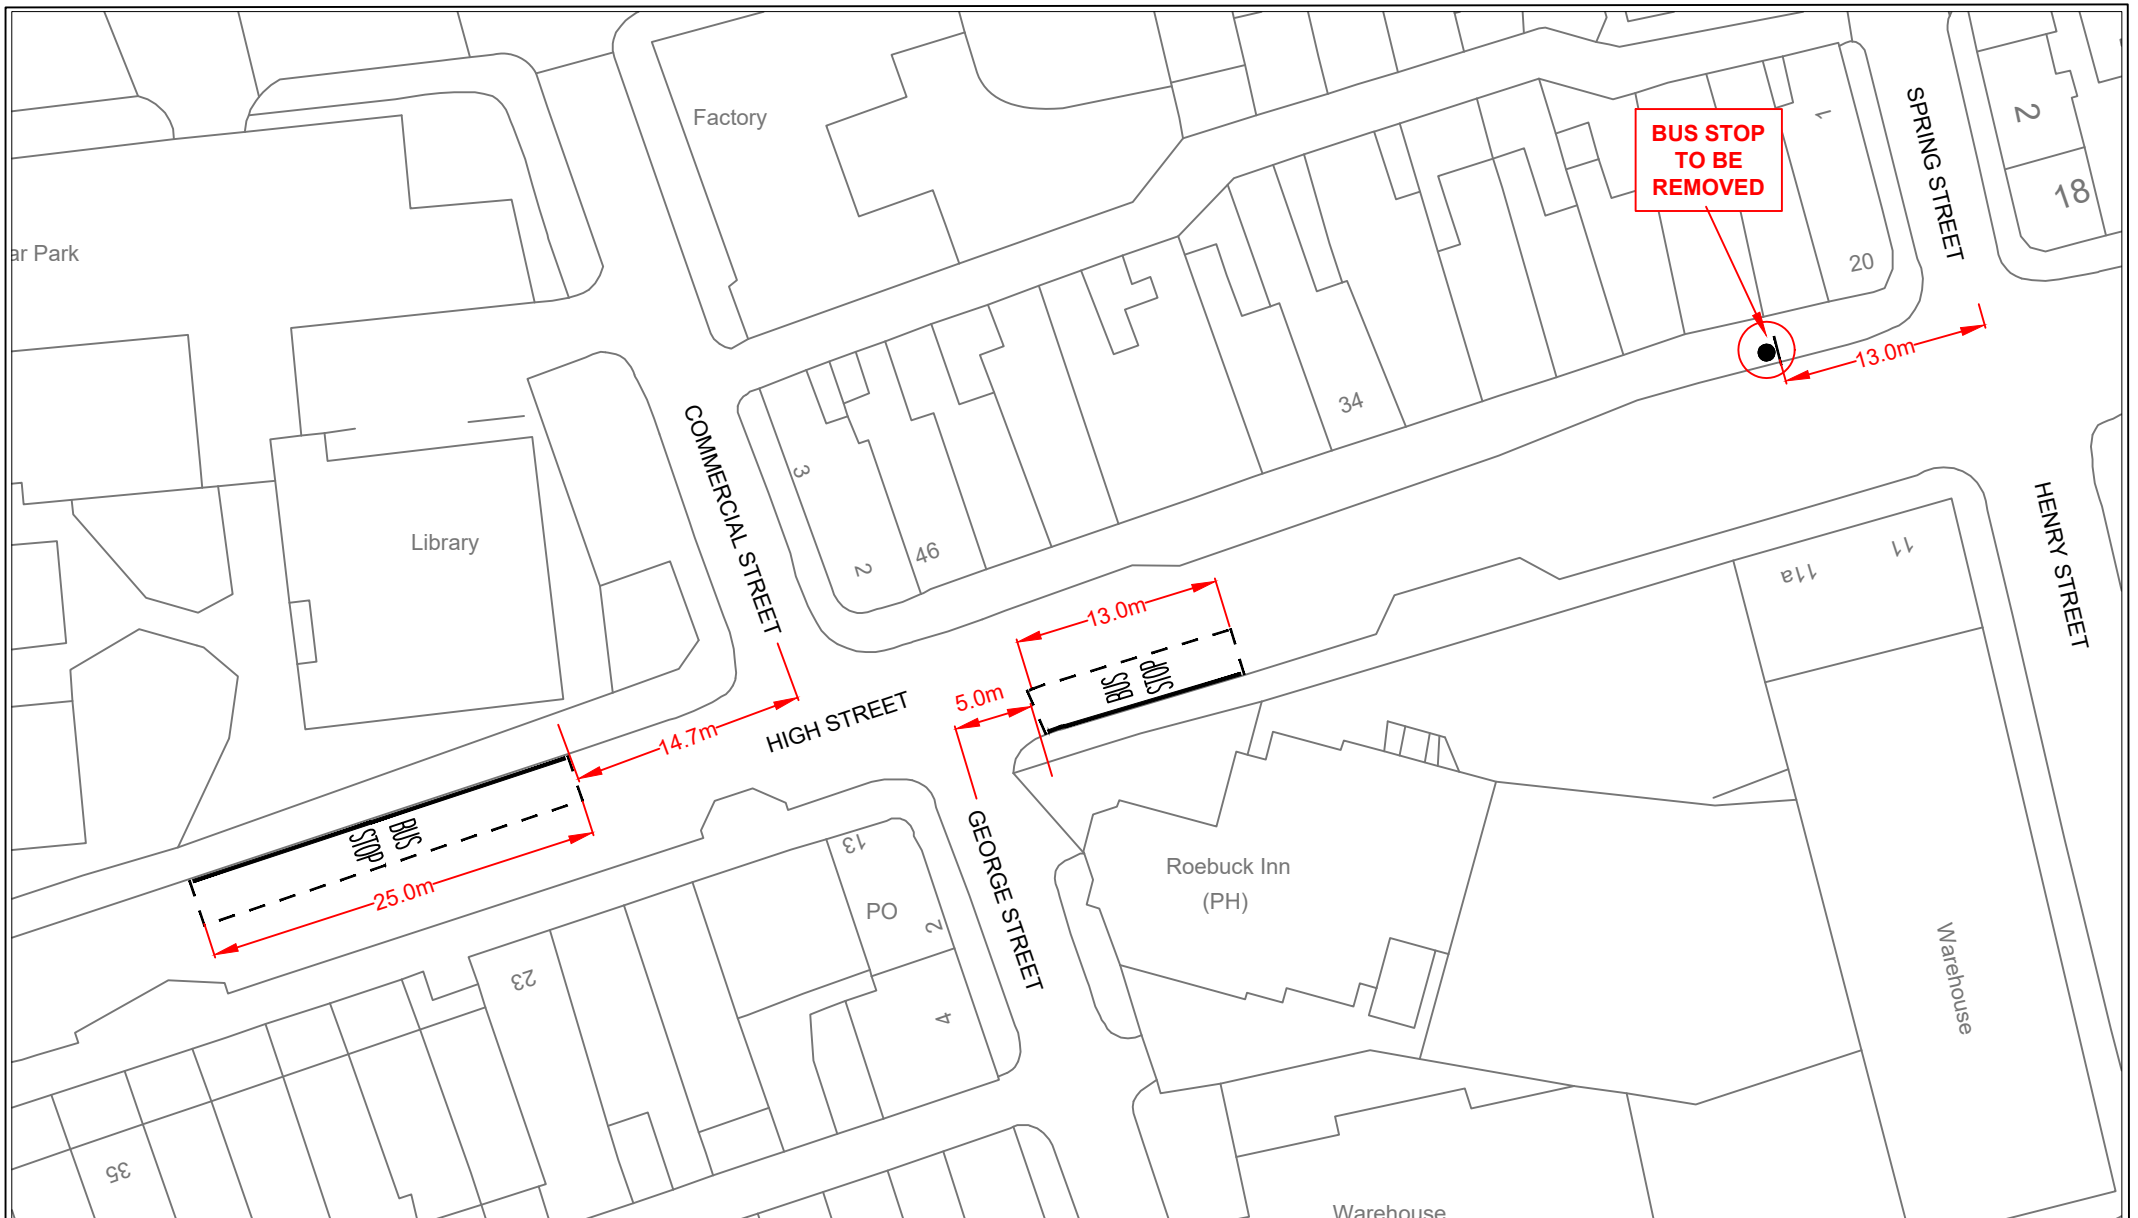 Factory
BUS STOP
TO BE
REMOVED
1
SPRING STREET
2
18
ar Park
20
13.0m
34
COMMERCIAL STREET
3
2
46
Library
HENRY STREET
11
11a
13.0m
BUS
STOP
5.0m
14.7m
HIGH STREET
BUS
STOP
25.0m
GEORGE STREET
13
PO
2
Roebuck Inn
(PH)
23
4
Warehouse
35
Warehouse